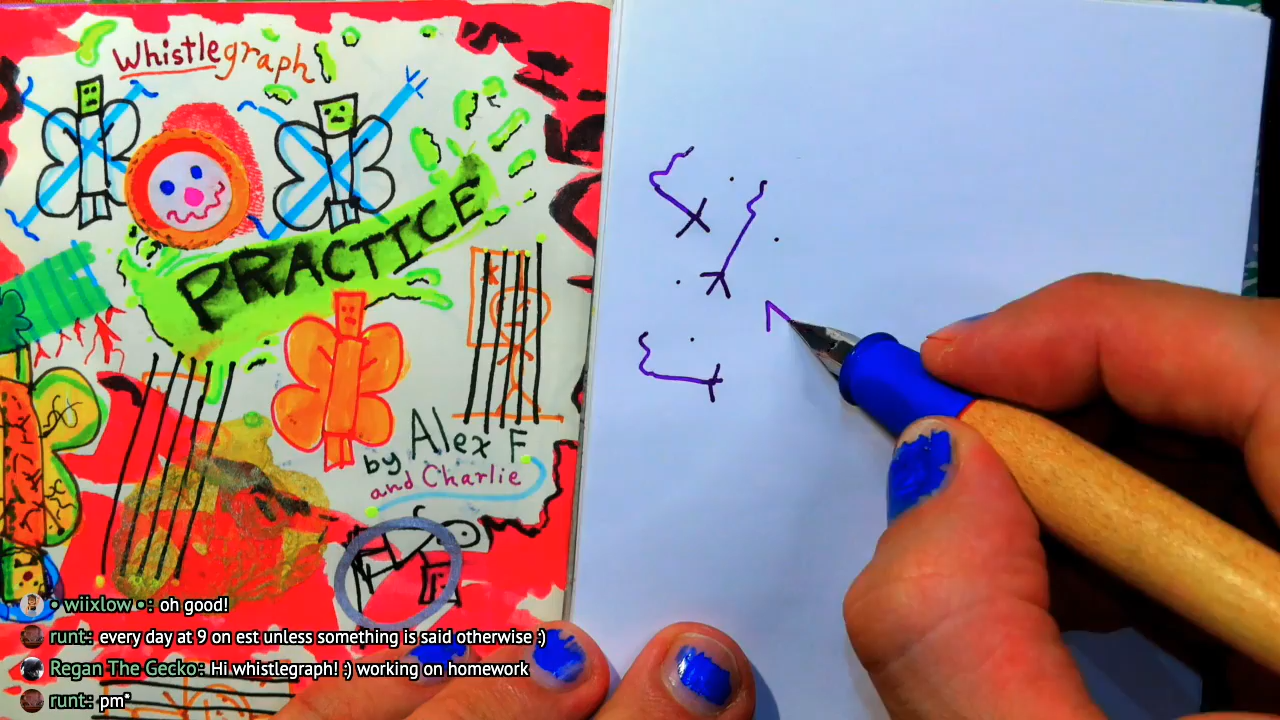 Whistlegraph
PRACTICE
by Alex F
and Charlie
• wiixlow •: oh good!
runt: every day at 9 on est unless something is said otherwise :)
Regan The Gecko: Hi whistlegraph! :) working on homework
runt: pm*